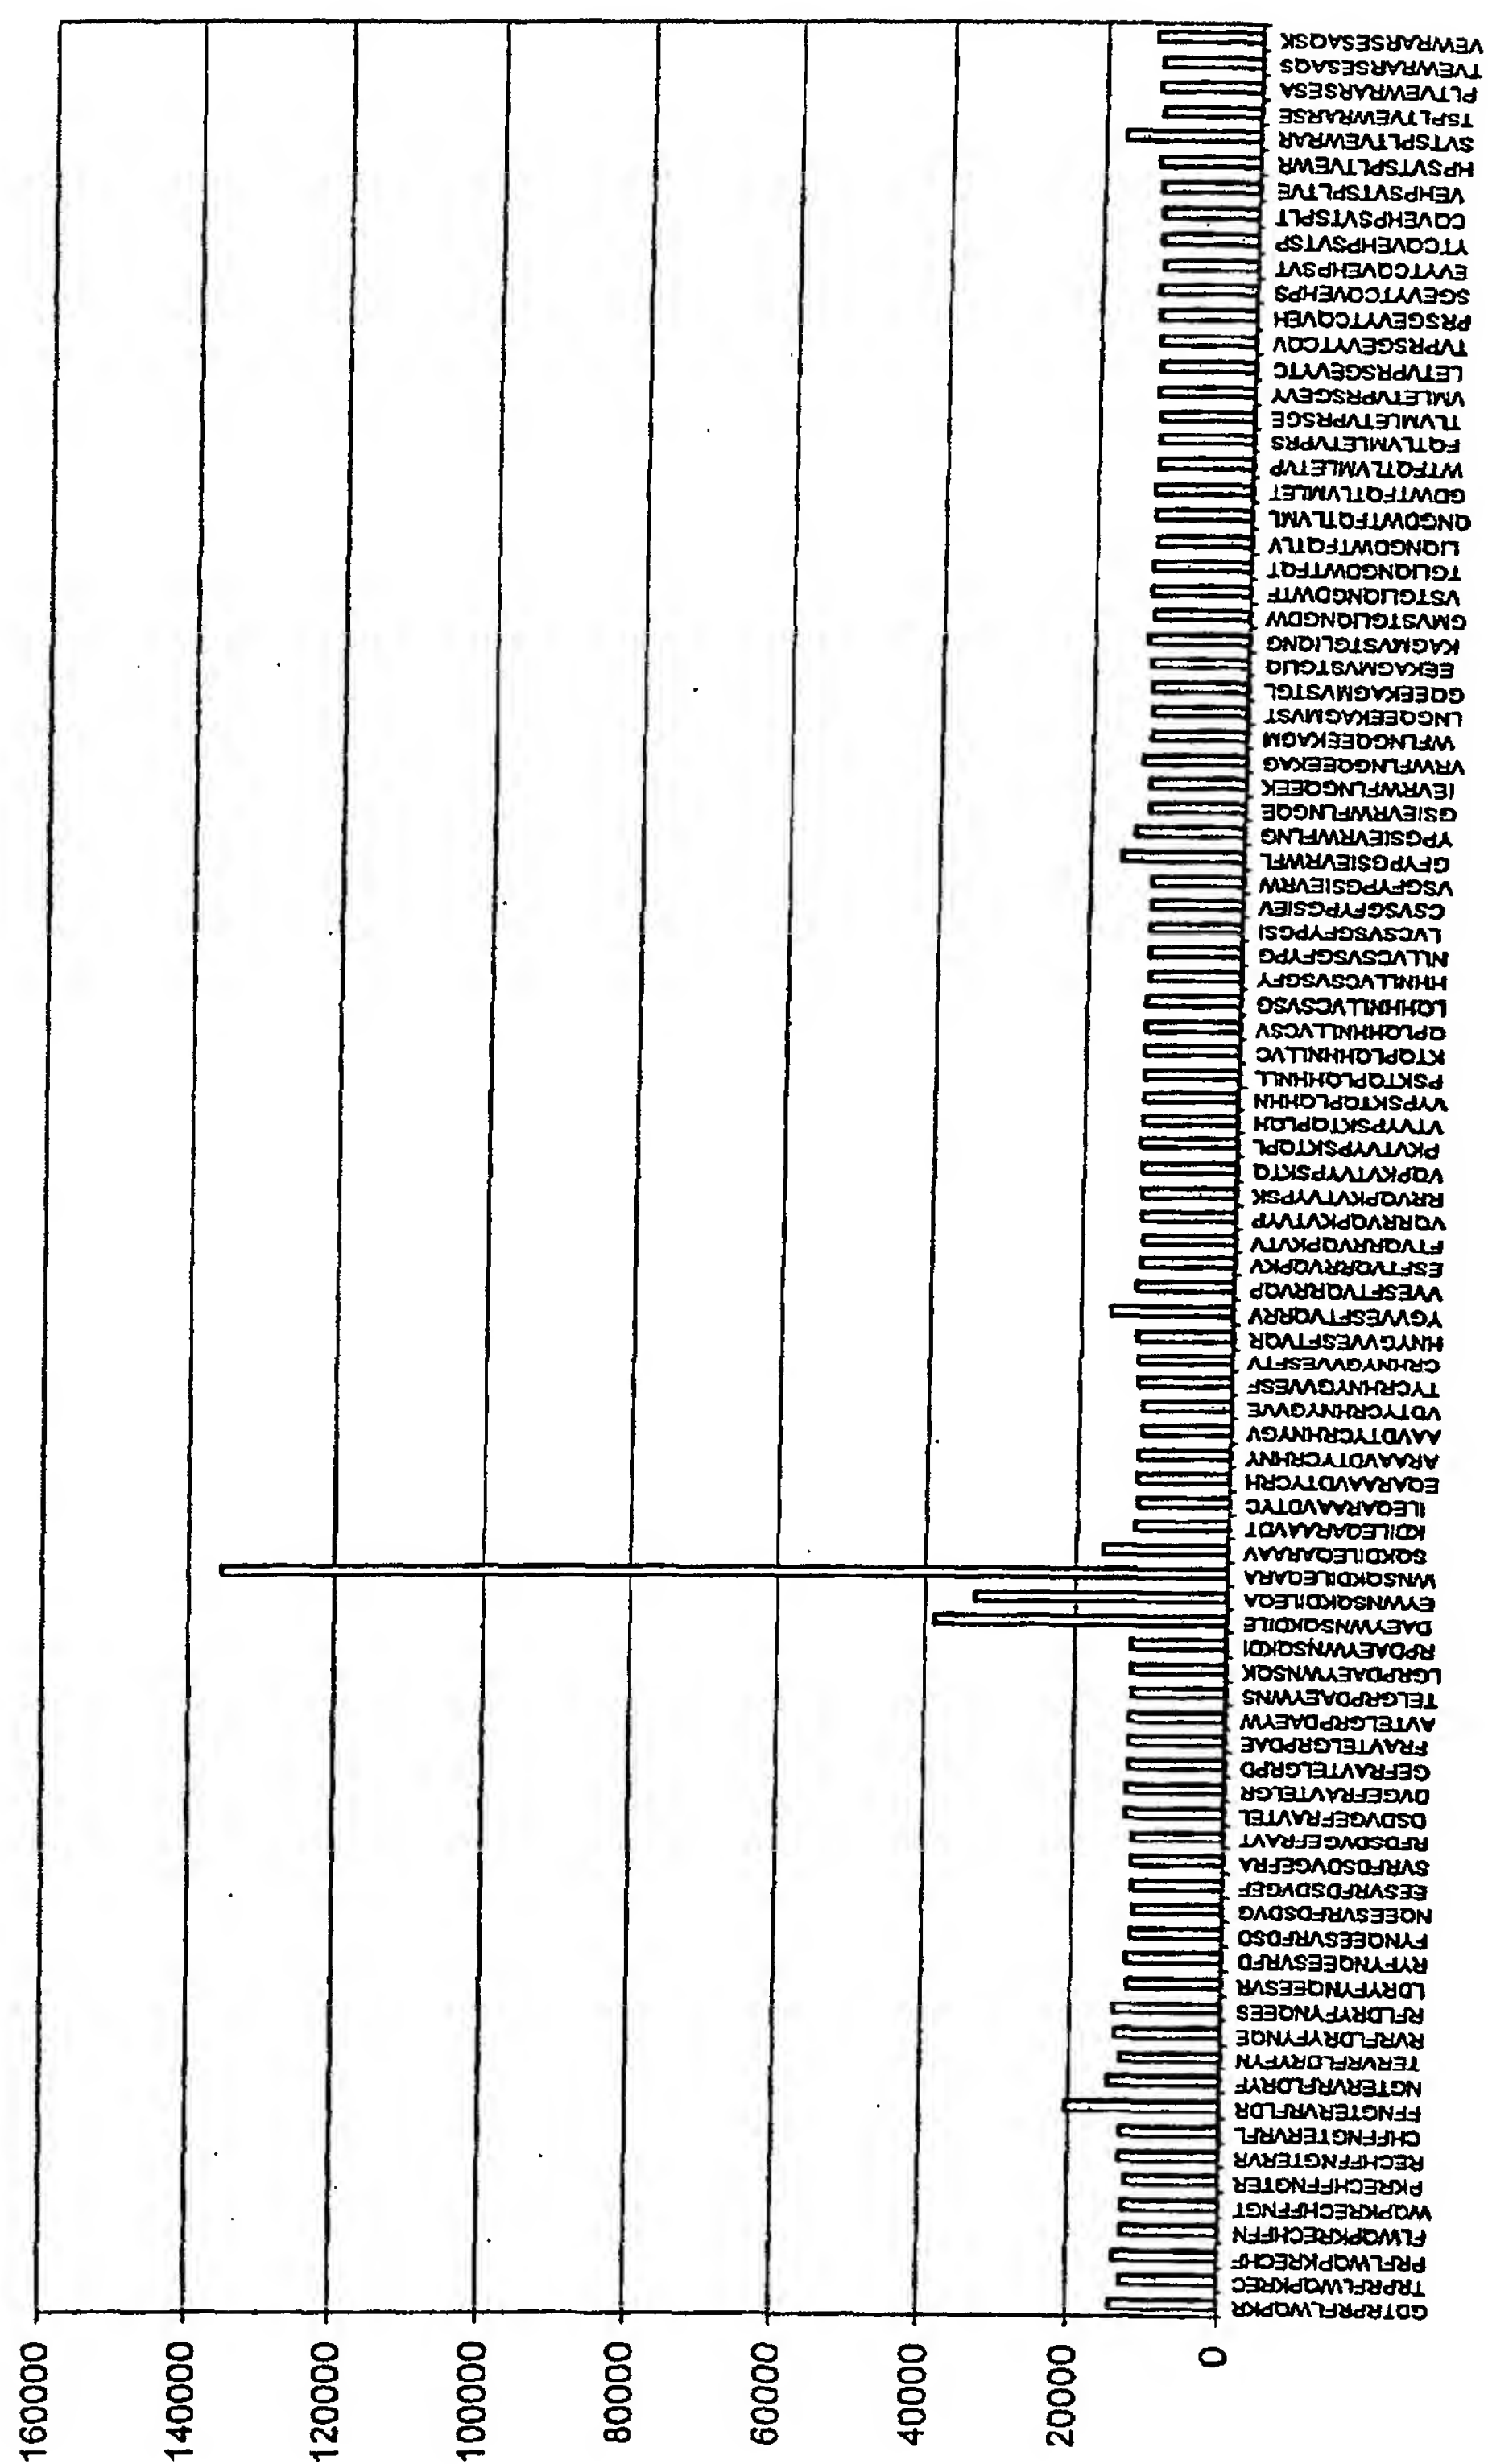 160000
140000
120000
100000
80000
60000
40000
20000
0
GDTRPRFLWQPKR
TRPRFLWQPKREC
PRFLWQPKRECHF
FLWQPKRECHFFN
WQPKRECHFFNGT
PKRECHFFNGTER
RECHFFNGTERVR
CHFFNGTERVRFL
FFNGTERVRFLDR
NGTERVRFLDRYF
TERVRFLDRYFYN
RVRFLDRYFYNQE
RFLDRYFYNQEES
LDRYFYNQEESVR
RYFYNQEESVRFD
FYNQEESVRFDSD
NQEESVRFDSDVG
EESVRFDSDVGEF
SVRFDSDVGEFRA
RFDSDVGEFRAVT
DSDVGEFRAVTEL
DVGEFRAVTELGR
GEFRAVTELGRPD
FRAVTELGRPDAE
AVTELGRPDAEYW
TELGRPDAEYWNS
LGRPDAEYWNSQK
RPDAEYWNSQKDI
DAEYWNSQKDILE
EYWNSQKDILEQA
WNSQKDILEQARA
SQKDILEQARAAV
KDILEQARAAVDT
ILEQARAAVDTYC
EQARAAVDTYCRH
ARAAVDTYCRHNY
AAVDTYCRHNYGV
VDTYCRHNYGVVE
TYCRHNYGVVESF
CRHNYGVVESFTV
HNYGVVESFTVQR
YGVVESFTVQRRV
VVESFTVQRRVQP
ESFTVQRRVQPKV
FTVQRRVQPKVTV
VQRRVQPKVTVYP
RRVQPKVTVYPSK
VQPKVTVYPSKTQ
PKVTVYPSKTQPL
VTVYPSKTQPLQH
VYPSKTQPLQHHN
PSKTQPLQHHNLL
KTQPLQHHNLLVC
QPLQHHNLLVCSV
LQHHNLLVCSVSG
HHNLLVCSVSGFY
NLLVCSVSGFYPG
LVCSVSGFYPGSI
CSVSGFYPGSIEV
VSGFYPGSIEVRW
GFYPGSIEVRWFL
YPGSIEVRWFLNG
GSIEVRWFLNGQE
IEVRWFLNGQEEK
VRWFLNGQEEKAG
WFLNGQEEKAGM
LNGQEEKAGMVST
GQEEKAGMVSTGL
EEKAGMVSTGLIQ
KAGMVSTGLIQNG
GMVSTGLIQNGDW
VSTGLIQNGDWTF
TGLIQNGDWTFQT
LIQNGDWTFQTLV
QNGDWTFQTLVML
GDWTFQTLVMLET
WTFQTLVMLETVP
FQTLVMLETVPRS
TLVMLETVPRSGE
VMLETVPRSGEVY
LETVPRSGEVYTC
TVPRSGEVYTCQV
PRSGEVYTCQVEH
SGEVYTCQVEHPS
EVYTCQVEHPSVT
YTCQVEHPSVTSP
CQVEHPSVTSPLT
VEHPSVTSPLTVE
HPSVTSPLTVEWR
SVTSPLTVEWRAR
TSPLTVEWRARSE
PLTVEWRARSESA
TVEWRARSESAQS
VEWRARSESAQSK